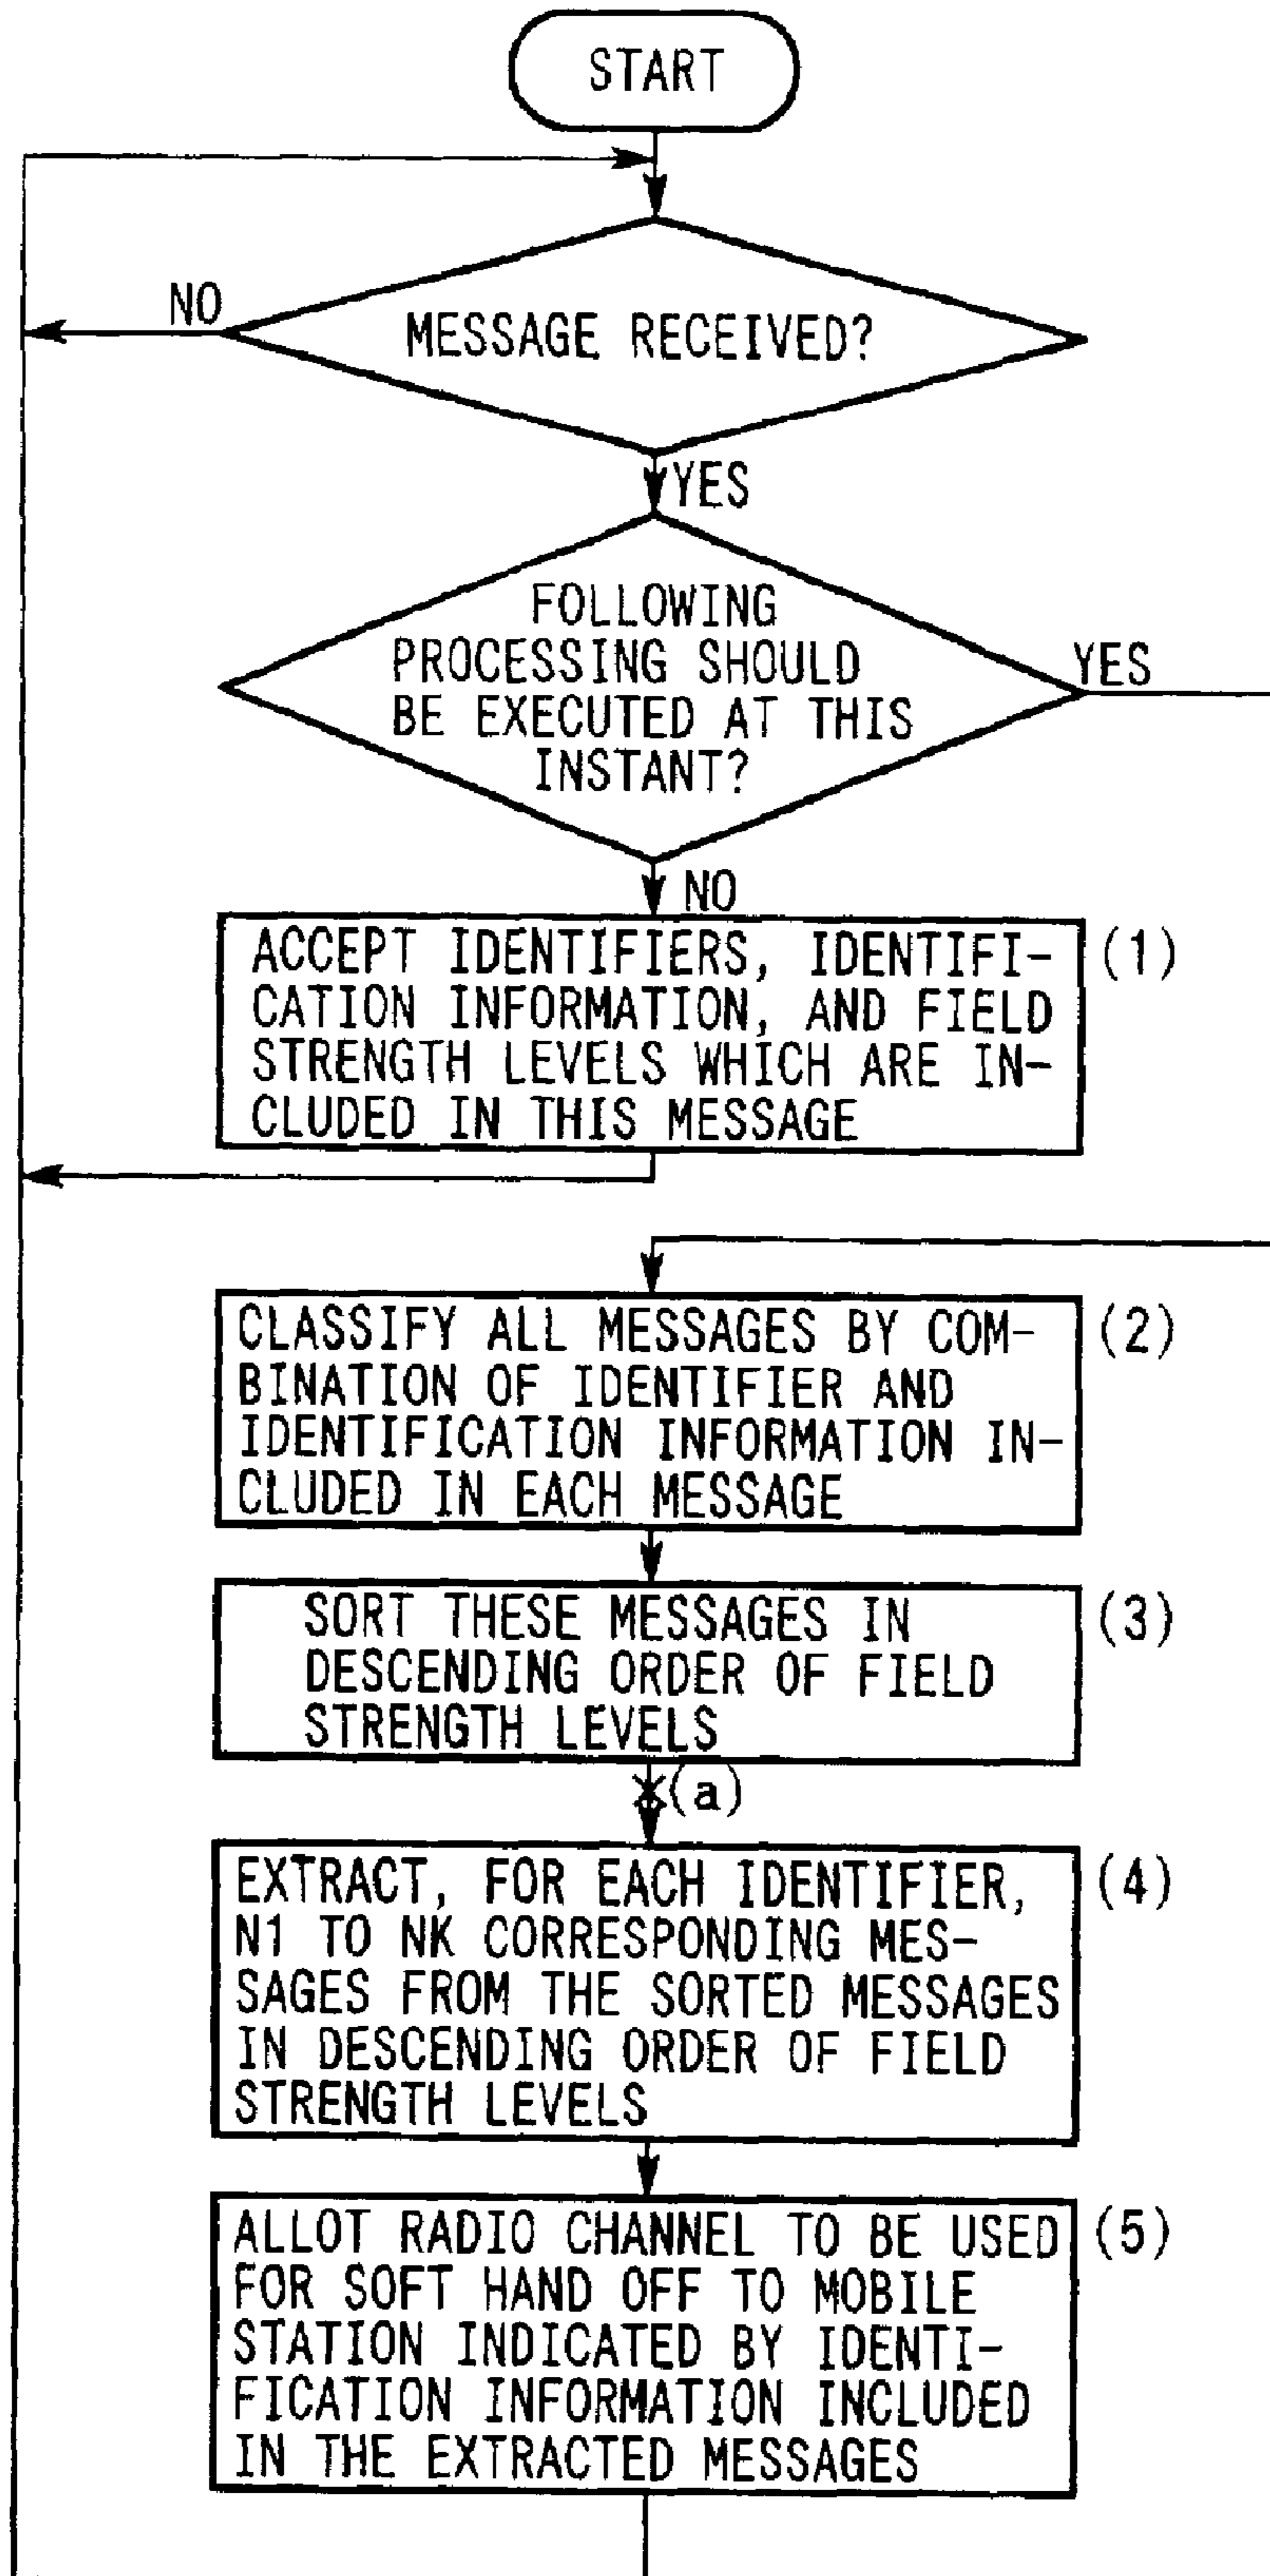 START
NO
MESSAGE RECEIVED?
YES
FOLLOWING
PROCESSING SHOULD
BE EXECUTED AT THIS
INSTANT?
YES
NO
ACCEPT IDENTIFIERS, IDENTIFI-
CATION INFORMATION, AND FIELD
STRENGTH LEVELS WHICH ARE IN-
CLUDED IN THIS MESSAGE
(1)
CLASSIFY ALL MESSAGES BY COM-
BINATION OF IDENTIFIER AND
IDENTIFICATION INFORMATION IN-
CLUDED IN EACH MESSAGE
(2)
SORT THESE MESSAGES IN
DESCENDING ORDER OF FIELD
STRENGTH LEVELS
(3)
(a)
EXTRACT, FOR EACH IDENTIFIER,
N1 TO NK CORRESPONDING MES-
SAGES FROM THE SORTED MESSAGES
IN DESCENDING ORDER OF FIELD
STRENGTH LEVELS
(4)
ALLOT RADIO CHANNEL TO BE USED
FOR SOFT HAND OFF TO MOBILE
STATION INDICATED BY IDENTI-
FICATION INFORMATION INCLUDED
IN THE EXTRACTED MESSAGES
(5)